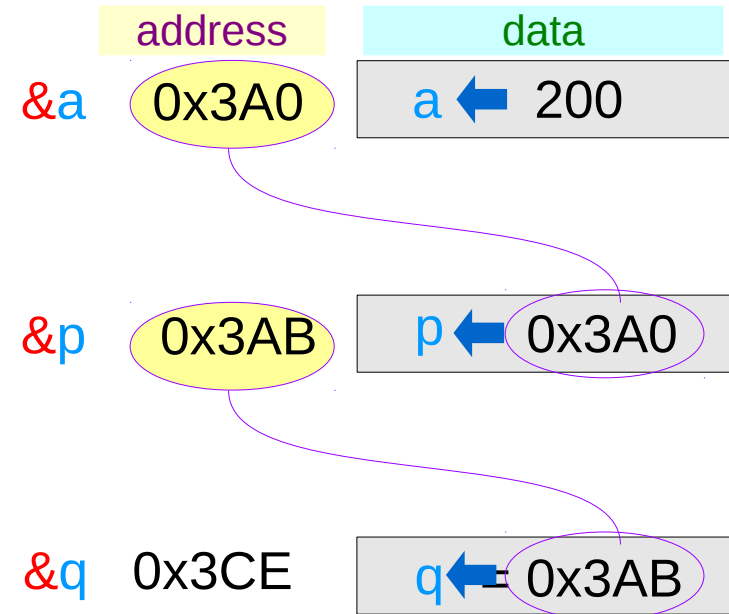 address data
&a 0x3A0 a 200
&p 0x3AB p 0x3A0
&q 0x3CE q = 0x3AB